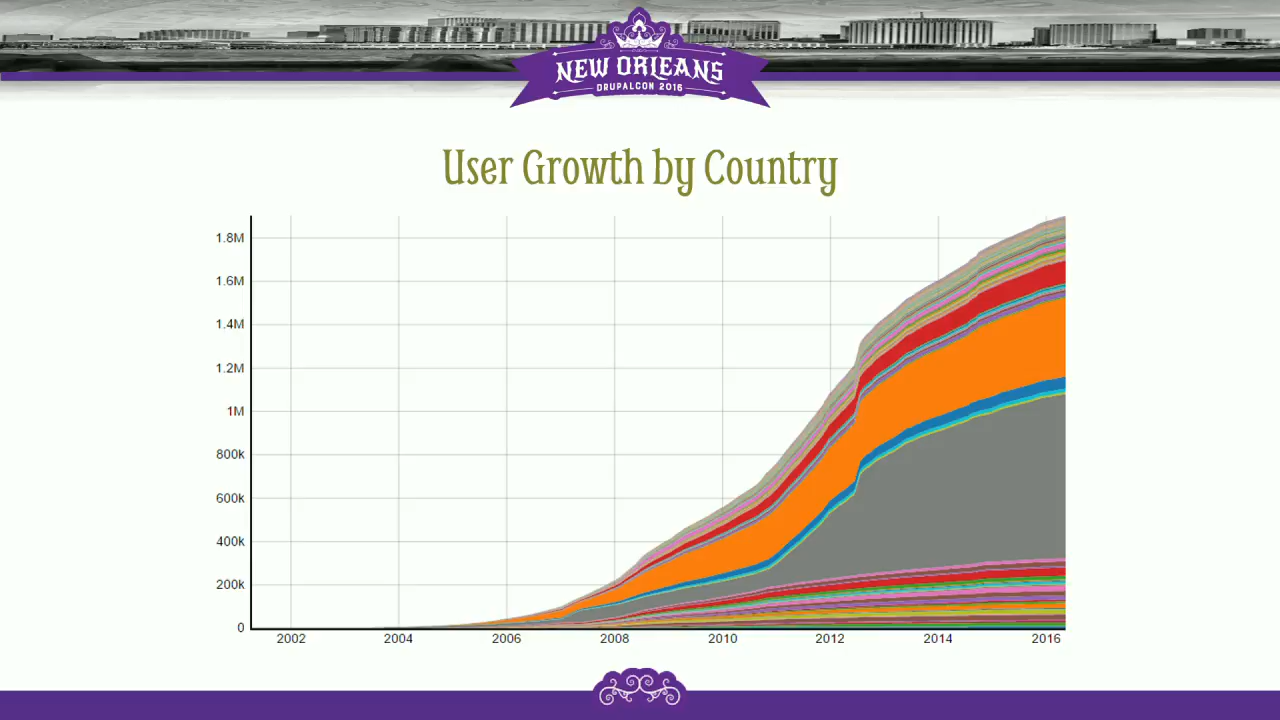 NEW ORLEANS
DRUPALCON 2016
User Growth by Country
1.8M
1.6M
1.4M
1.2M
1M
800k
600k
400k
200k
0
2002 2004 2006 2008 2010 2012 2014 2016